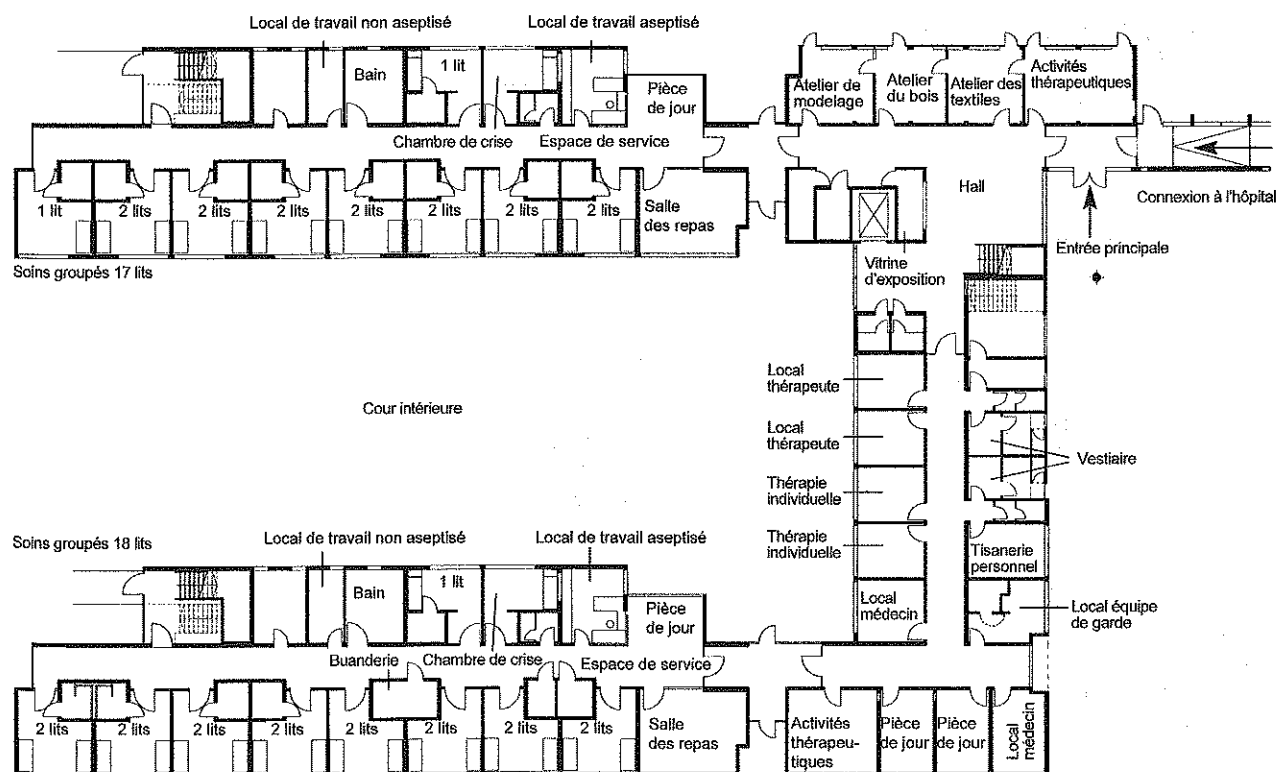 Local de travail non aseptisé
Local de travail aseptisé
Bain
1 lit
Pièce
de jour
Atelier de
modelage
Atelier
du bois
Atelier des
textiles
Activités
thérapeutiques
Chambre de crise
Espace de service
1 lit
2 lits
2 lits
2 lits
2 lits
2 lits
2 lits
2 lits
Salle
des repas
Hall
Connexion à l'hôpital
Entrée principale
Soins groupés 17 lits
Vitrine
d'exposition
Local
thérapeute
Cour intérieure
Local
thérapeute
Vestiaire
Thérapie
individuelle
Thérapie
individuelle
Tisanerie
personnel
Local
médecin
Local équipe
de garde
Soins groupés 18 lits
Local de travail non aseptisé
Local de travail aseptisé
Bain
1 lit
Pièce
de jour
Buanderie
Chambre de crise
Espace de service
2 lits
2 lits
2 lits
2 lits
2 lits
2 lits
2 lits
2 lits
Salle
des repas
Activités
thérapeu-
tiques
Pièce
de jour
Pièce
de jour
Local
médecin